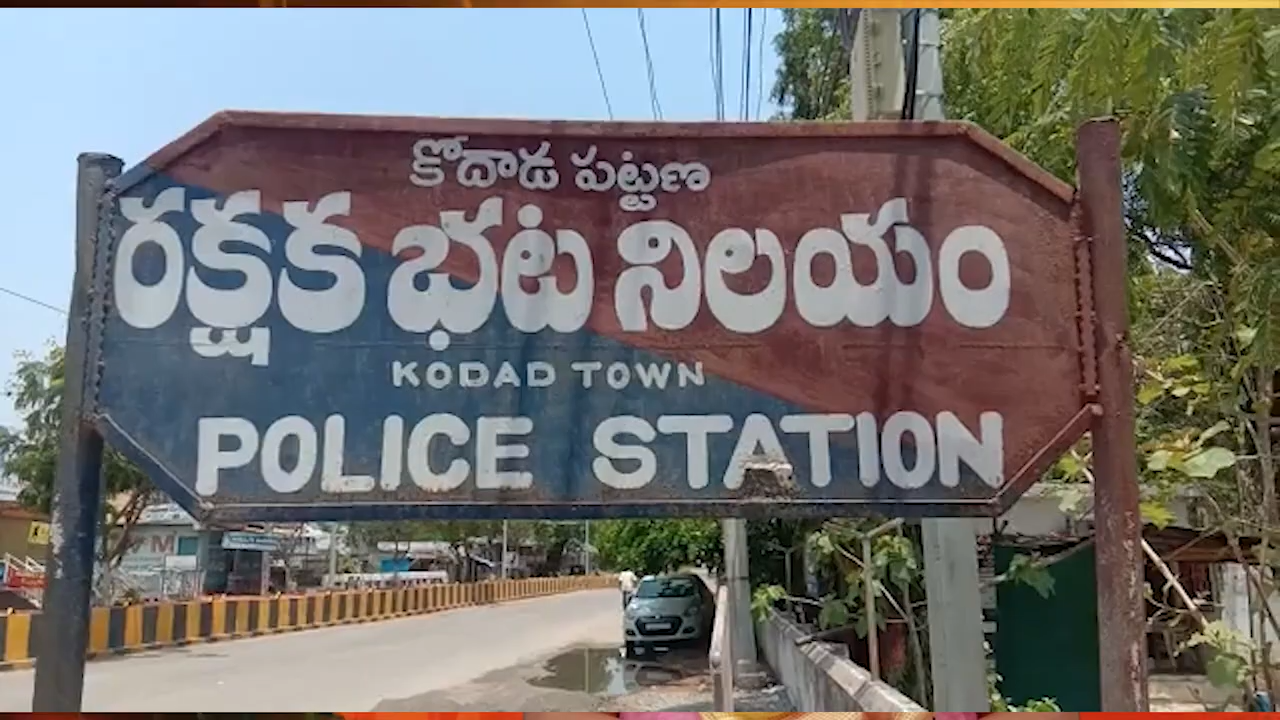 కోదాడ పట్టణ
రక్షక భట నిలయం
KODAD TOWN
POLICE STATION